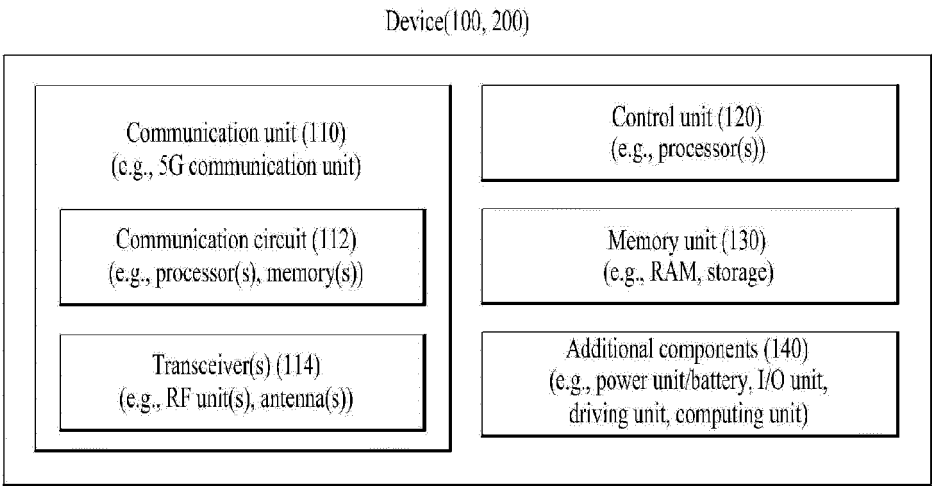 Device(100, 200)
Communication unit (110)
(e.g., 5G communication unit)
Communication circuit (112)
(e.g., processor(s), memory(s))
Transceiver(s) (114)
(e.g., RF unit(s), antenna(s))
Control unit (120)
(e.g., processor(s))
Memory unit (130)
(e.g., RAM, storage)
Additional components (140)
(e.g., power unit/battery, I/O unit,
driving unit, computing unit)